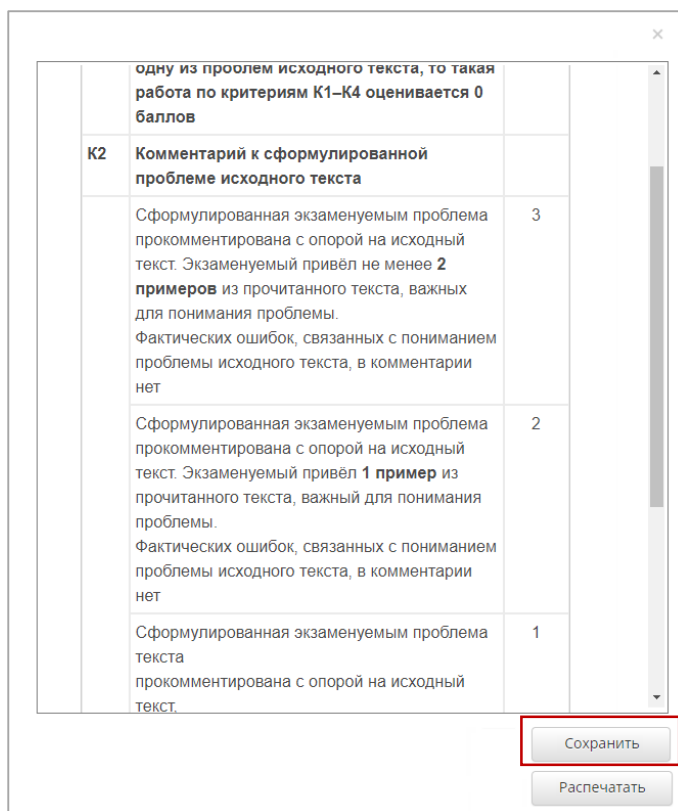 ×
одну из проблем исходного текста, то такая
работа по критериям К1–К4 оценивается 0
баллов
К2 Комментарий к сформулированной
проблеме исходного текста
Сформулированная экзаменуемым проблема 3
прокомментирована с опорой на исходный
текст. Экзаменуемый привёл не менее 2
примеров из прочитанного текста, важных
для понимания проблемы.
Фактических ошибок, связанных с пониманием
проблемы исходного текста, в комментарии
нет
Сформулированная экзаменуемым проблема 2
прокомментирована с опорой на исходный
текст. Экзаменуемый привёл 1 пример из
прочитанного текста, важный для понимания
проблемы.
Фактических ошибок, связанных с пониманием
проблемы исходного текста, в комментарии
нет
Сформулированная экзаменуемым проблема 1
текста
прокомментирована с опорой на исходный
текст,
Сохранить
Распечатать